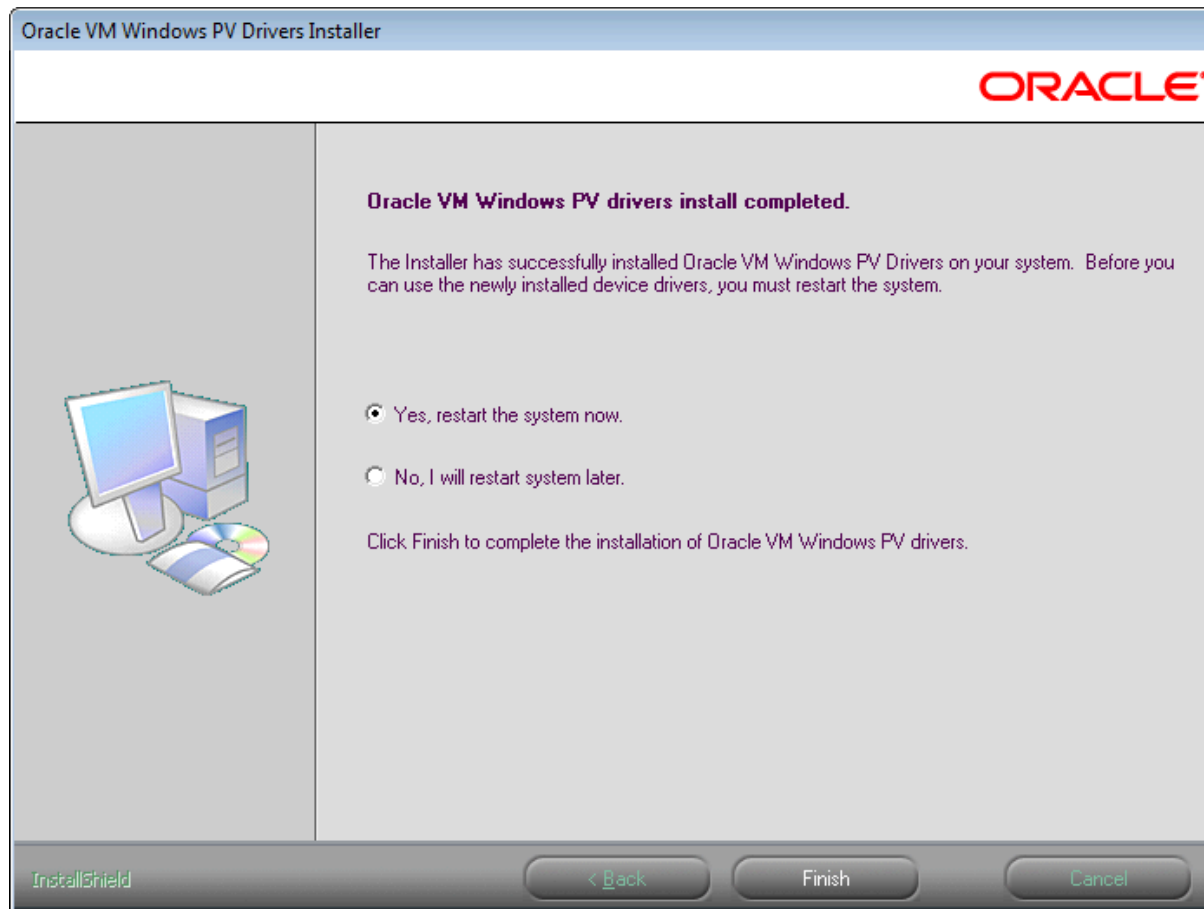 Oracle VM Windows PV Drivers Installer
ORACLE
Oracle VM Windows PV drivers install completed.
The Installer has successfully installed Oracle VM Windows PV Drivers on your system.  Before you
can use the newly installed device drivers, you must restart the system.
Yes, restart the system now.
No, I will restart system later.
Click Finish to complete the installation of Oracle VM Windows PV drivers.
InstallShield
< Back
Finish
Cancel